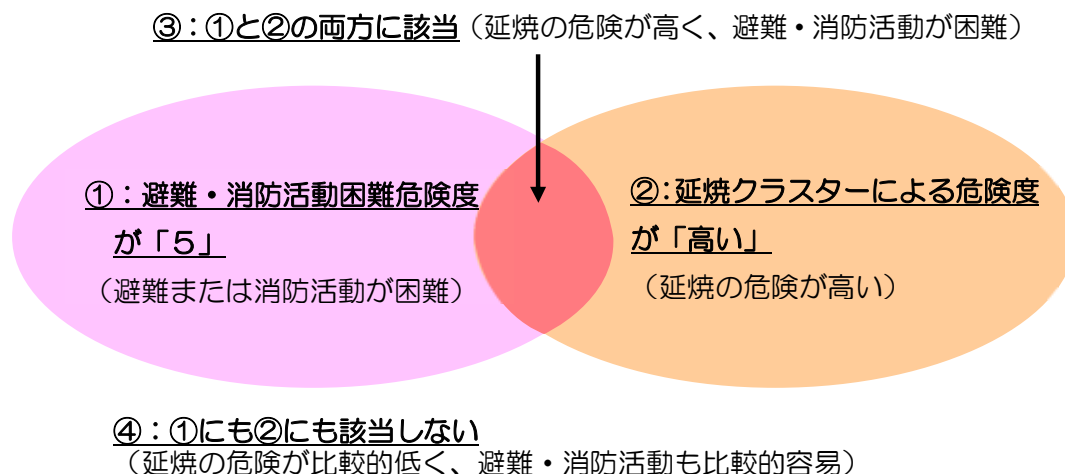 ③：①と②の両方に該当（延焼の危険が高く、避難・消防活動が困難）
①：避難・消防活動困難危険度
が「５」
（避難または消防活動が困難）
②：延焼クラスターによる危険度
が「高い」
（延焼の危険が高い）
④：①にも②にも該当しない
（延焼の危険が比較的低く、避難・消防活動も比較的容易）